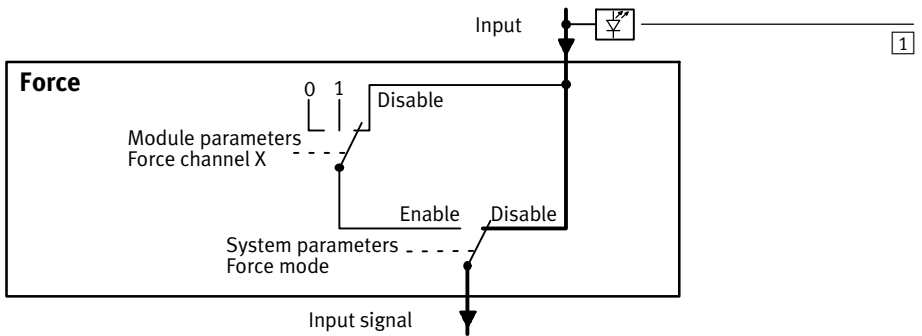 Input
1
Force
0 1
Disable
Module parameters
Force channel X
Enable Disable
System parameters
Force mode
Input signal